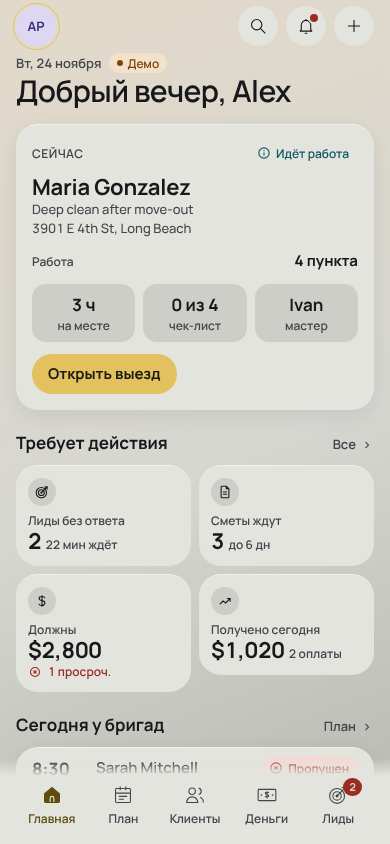 AP
Вт, 24 ноября Демо
Добрый вечер, Alex
СЕЙЧАС Идёт работа
Maria Gonzalez
Deep clean after move-out
3901 E 4th St, Long Beach
Работа 4 пункта
3 ч 0 из 4 Ivan
на месте чек-лист мастер
Открыть выезд
Требует действия Все
Лиды без ответа Сметы ждут
2 22 мин ждёт 3 до 6 дн
$
Должны Получено сегодня
$2,800 $1,020 2 оплаты
1 просроч.
Сегодня у бригад План
8:30 Sarah Mitchell Пропущен
2
Главная План Клиенты Деньги Лиды